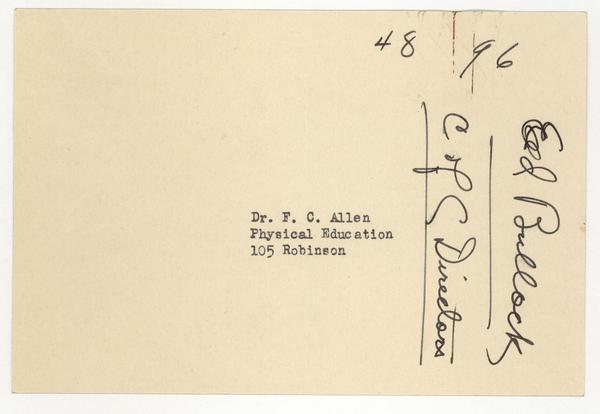 48 96
Ed Bullock
C of C Directors
Dr. F. C. Allen
Physical Education
105 Robinson